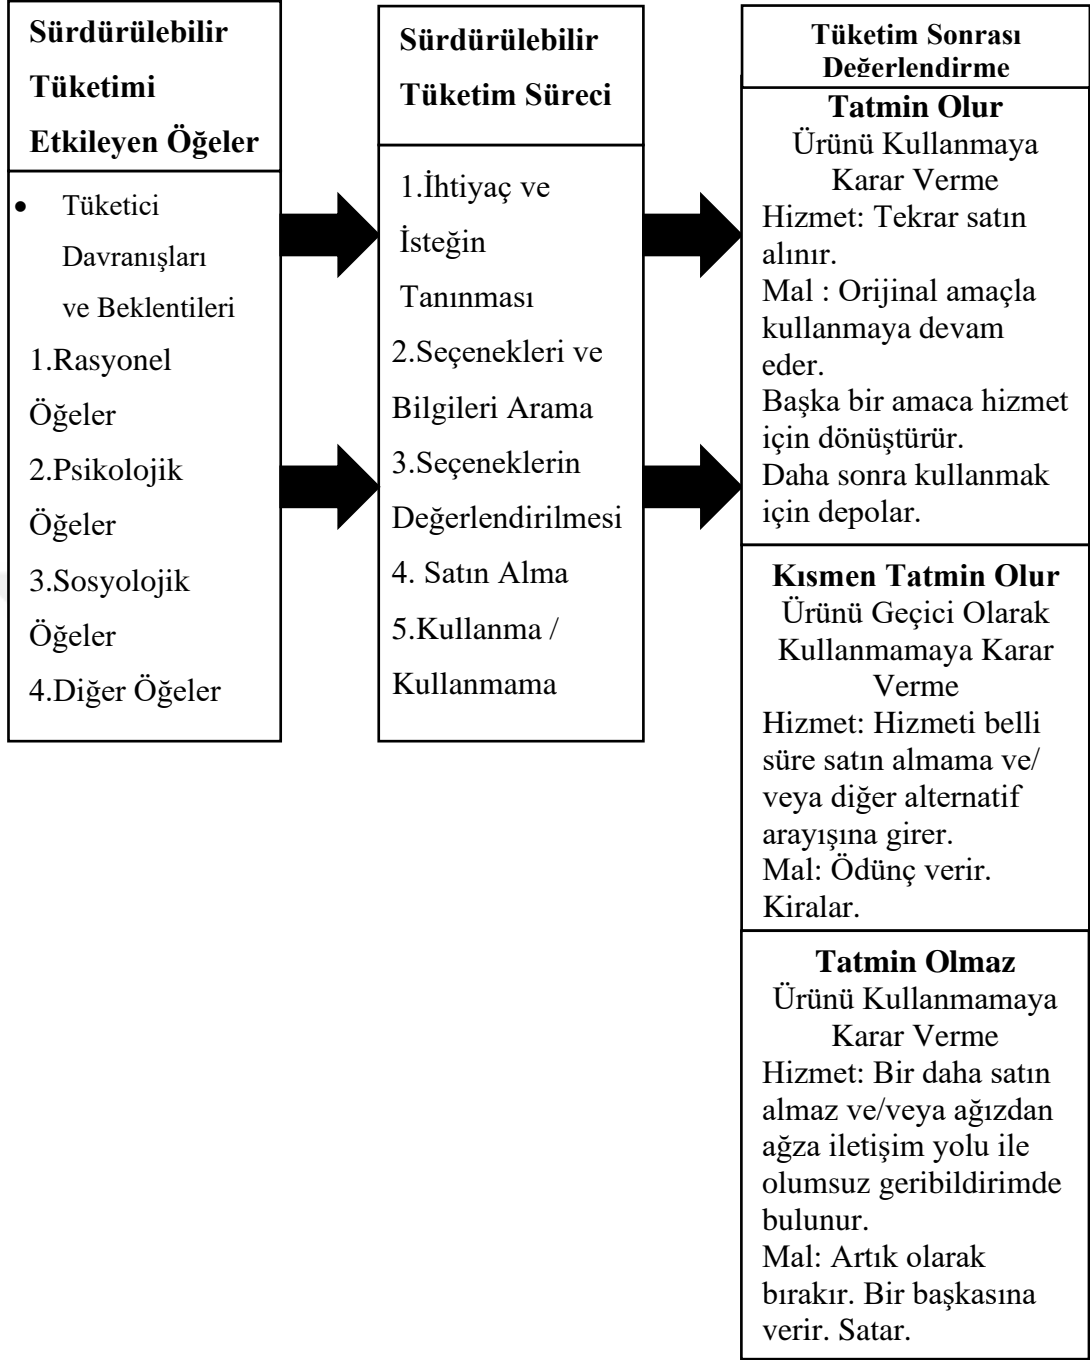 Sürdürülebilir
Tüketimi
Etkileyen Öğeler
• Tüketici
Davranışları
ve Beklentileri
1.Rasyonel
Öğeler
2.Psikolojik
Öğeler
3.Sosyolojik
Öğeler
4.Diğer Öğeler
Sürdürülebilir
Tüketim Süreci
1.İhtiyaç ve
İsteğin
Tanınması
2.Seçenekleri ve
Bilgileri Arama
3.Seçeneklerin
Değerlendirilmesi
4. Satın Alma
5.Kullanma /
Kullanmama
Tüketim Sonrası
Değerlendirme
Tatmin Olur
Ürünü Kullanmaya
Karar Verme
Hizmet: Tekrar satın
alınır.
Mal : Orijinal amaçla
kullanmaya devam
eder.
Başka bir amaca hizmet
için dönüştürür.
Daha sonra kullanmak
için depolar.
Kısmen Tatmin Olur
Ürünü Geçici Olarak
Kullanmamaya Karar
Verme
Hizmet: Hizmeti belli
süre satın almama ve/
veya diğer alternatif
arayışına girer.
Mal: Ödünç verir.
Kiralar.
Tatmin Olmaz
Ürünü Kullanmamaya
Karar Verme
Hizmet: Bir daha satın
almaz ve/veya ağızdan
ağza iletişim yolu ile
olumsuz geribildirimde
bulunur.
Mal: Artık olarak
bırakır. Bir başkasına
verir. Satar.